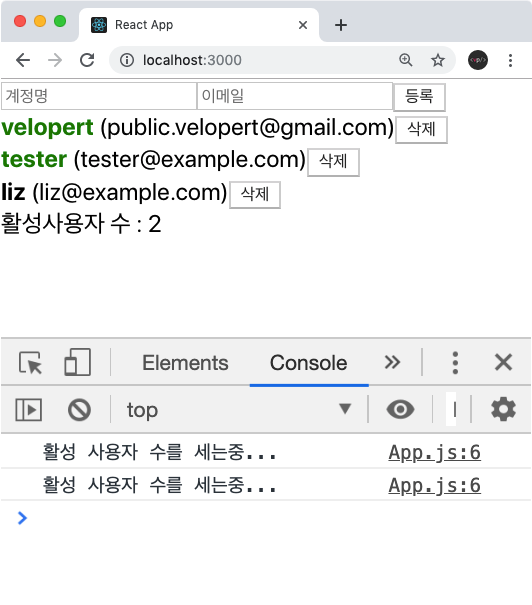 React App
localhost:3000
계정명 이메일 등록
velopert (public.velopert@gmail.com) 삭제
tester (tester@example.com) 삭제
liz (liz@example.com) 삭제
활성사용자 수 : 2
Elements Console
top
활성 사용자 수를 세는중... App.js:6
활성 사용자 수를 세는중... App.js:6